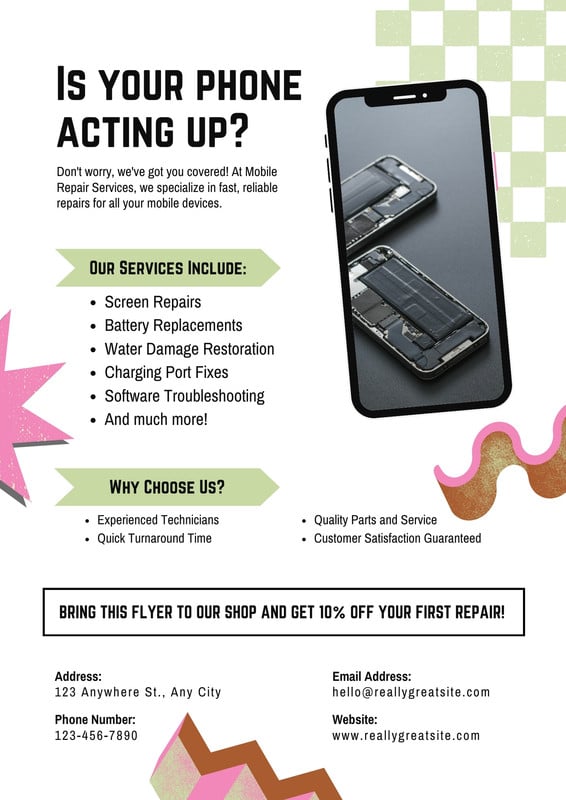 Is your phone
acting up?
Don't worry, we've got you covered! At Mobile
Repair Services, we specialize in fast, reliable
repairs for all your mobile devices.
Our Services Include:
• Screen Repairs
• Battery Replacements
• Water Damage Restoration
• Charging Port Fixes
• Software Troubleshooting
• And much more!
Why Choose Us?
• Experienced Technicians
• Quick Turnaround Time
• Quality Parts and Service
• Customer Satisfaction Guaranteed
BRING THIS FLYER TO OUR SHOP AND GET 10% OFF YOUR FIRST REPAIR!
Address:
123 Anywhere St., Any City
Phone Number:
123-456-7890
Email Address:
hello@reallygreatsite.com
Website:
www.reallygreatsite.com